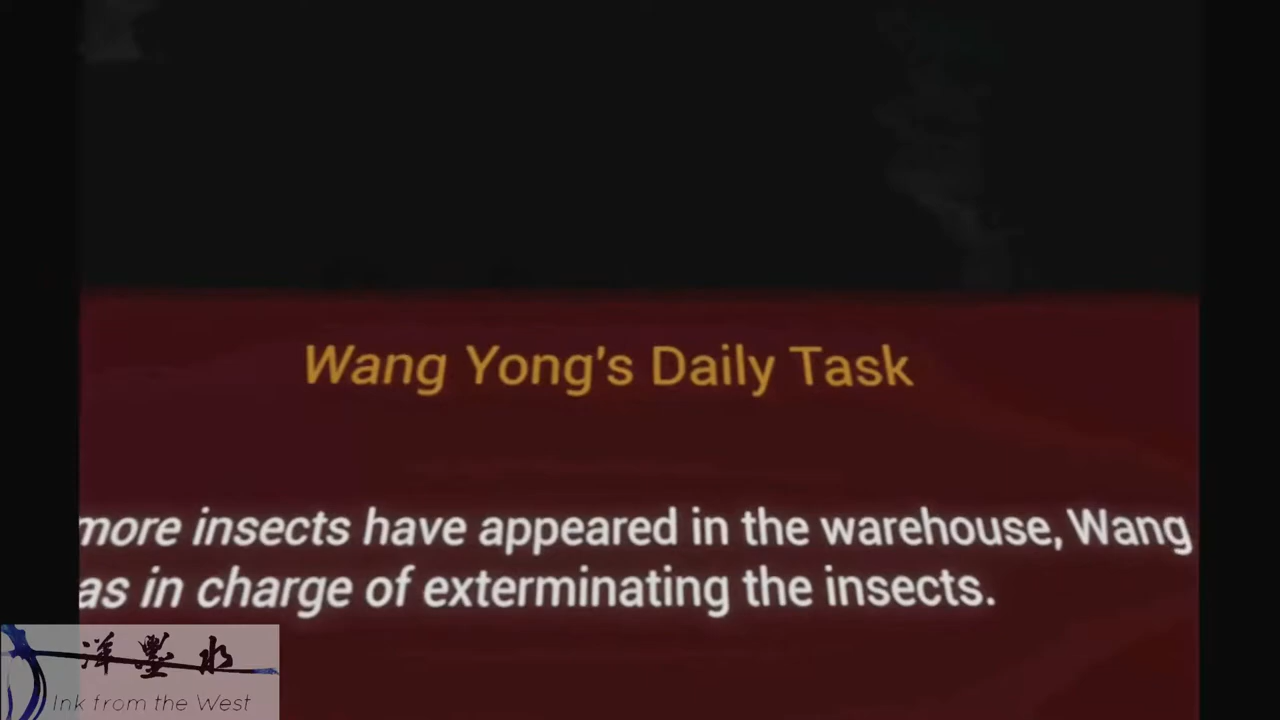 Wang Yong's Daily Task
more insects have appeared in the warehouse, Wang
as in charge of exterminating the insects.
洋墨水
Ink from the West